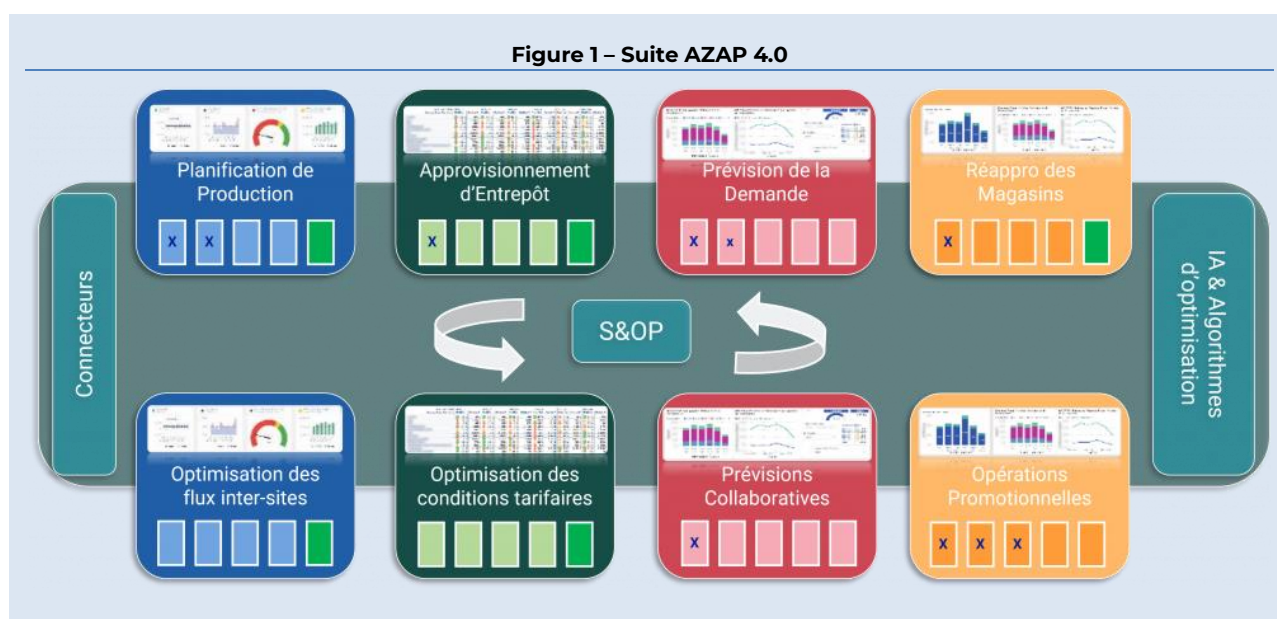 Figure 1 – Suite AZAP 4.0
Planification de
Production
X X
Approvisionnement
d'Entrepôt
X
Prévision de la
Demande
X x
Réappro des
Magasins
X
Connecteurs
S&OP
IA & Algorithmes
d'optimisation
Optimisation des
flux inter-sites
Optimisation des
conditions tarifaires
Prévisions
Collaboratives
X
Opérations
Promotionnelles
X X X